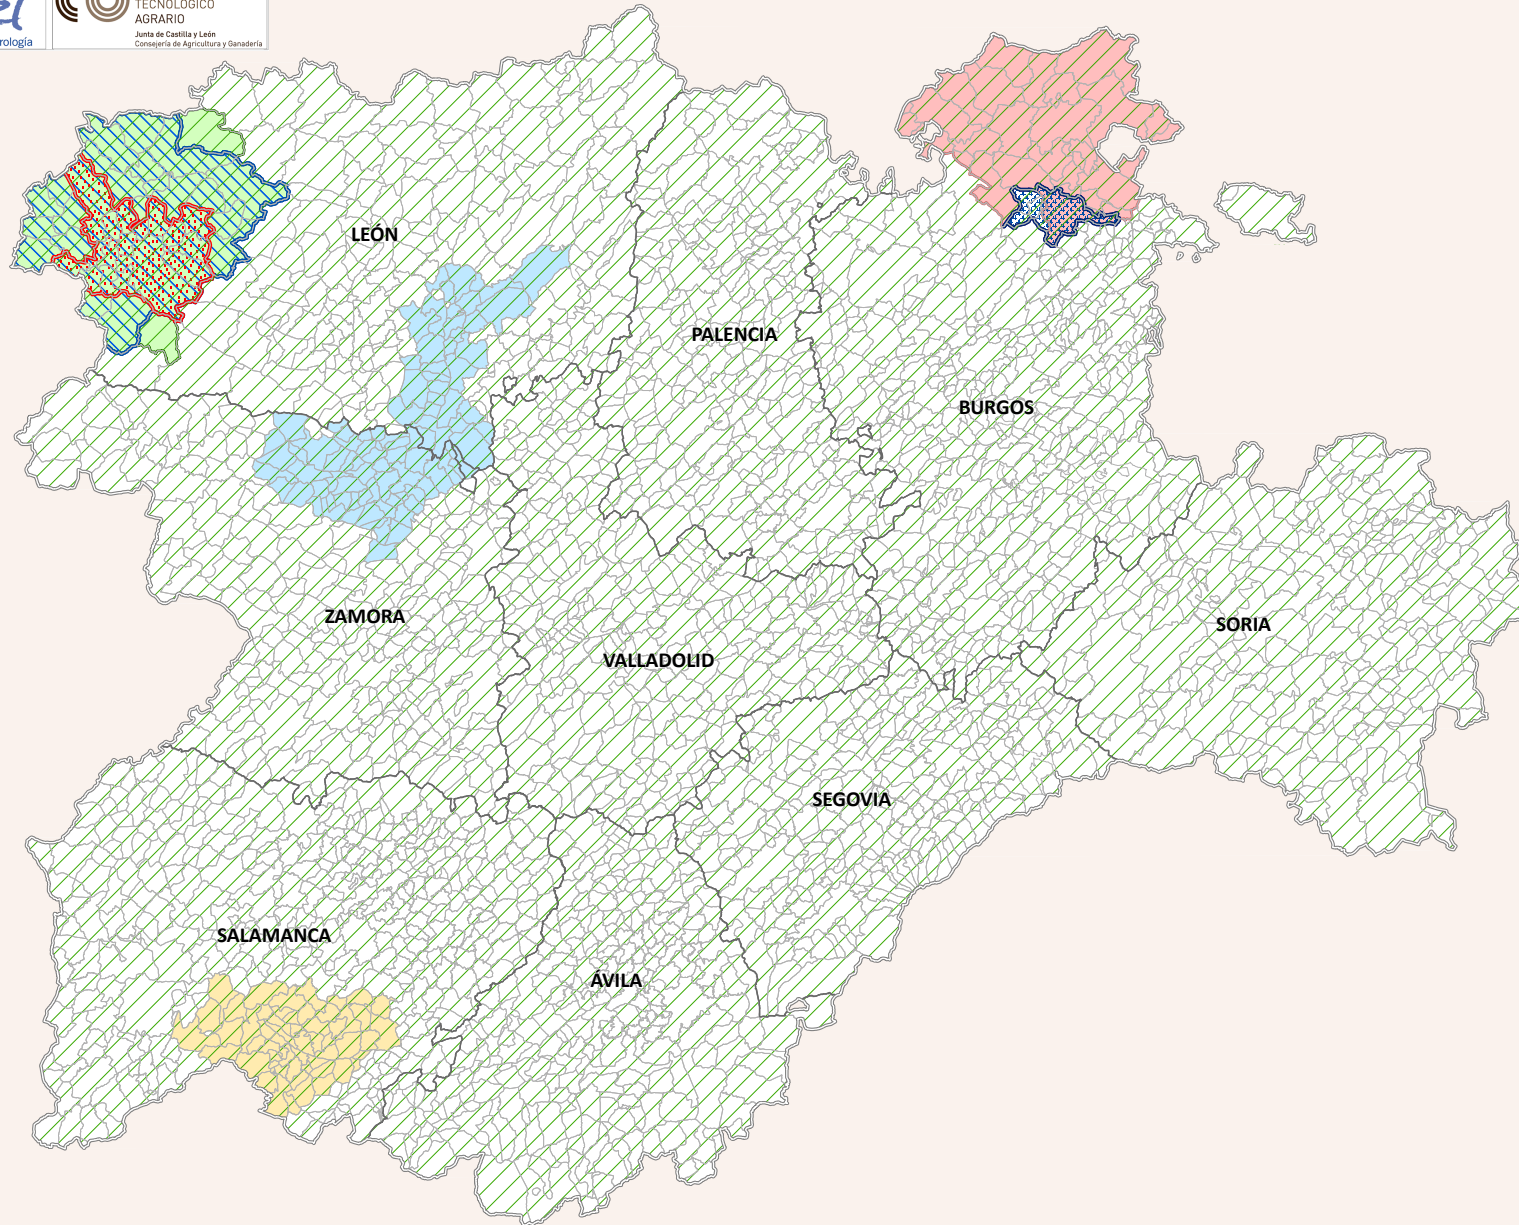 TECNOLÓGICO
AGRARIO
Junta de Castilla y León
Consejería de Agricultura y Ganadería
LEÓN
PALENCIA
BURGOS
ZAMORA
VALLADOLID
SORIA
SEGOVIA
SALAMANCA
ÁVILA